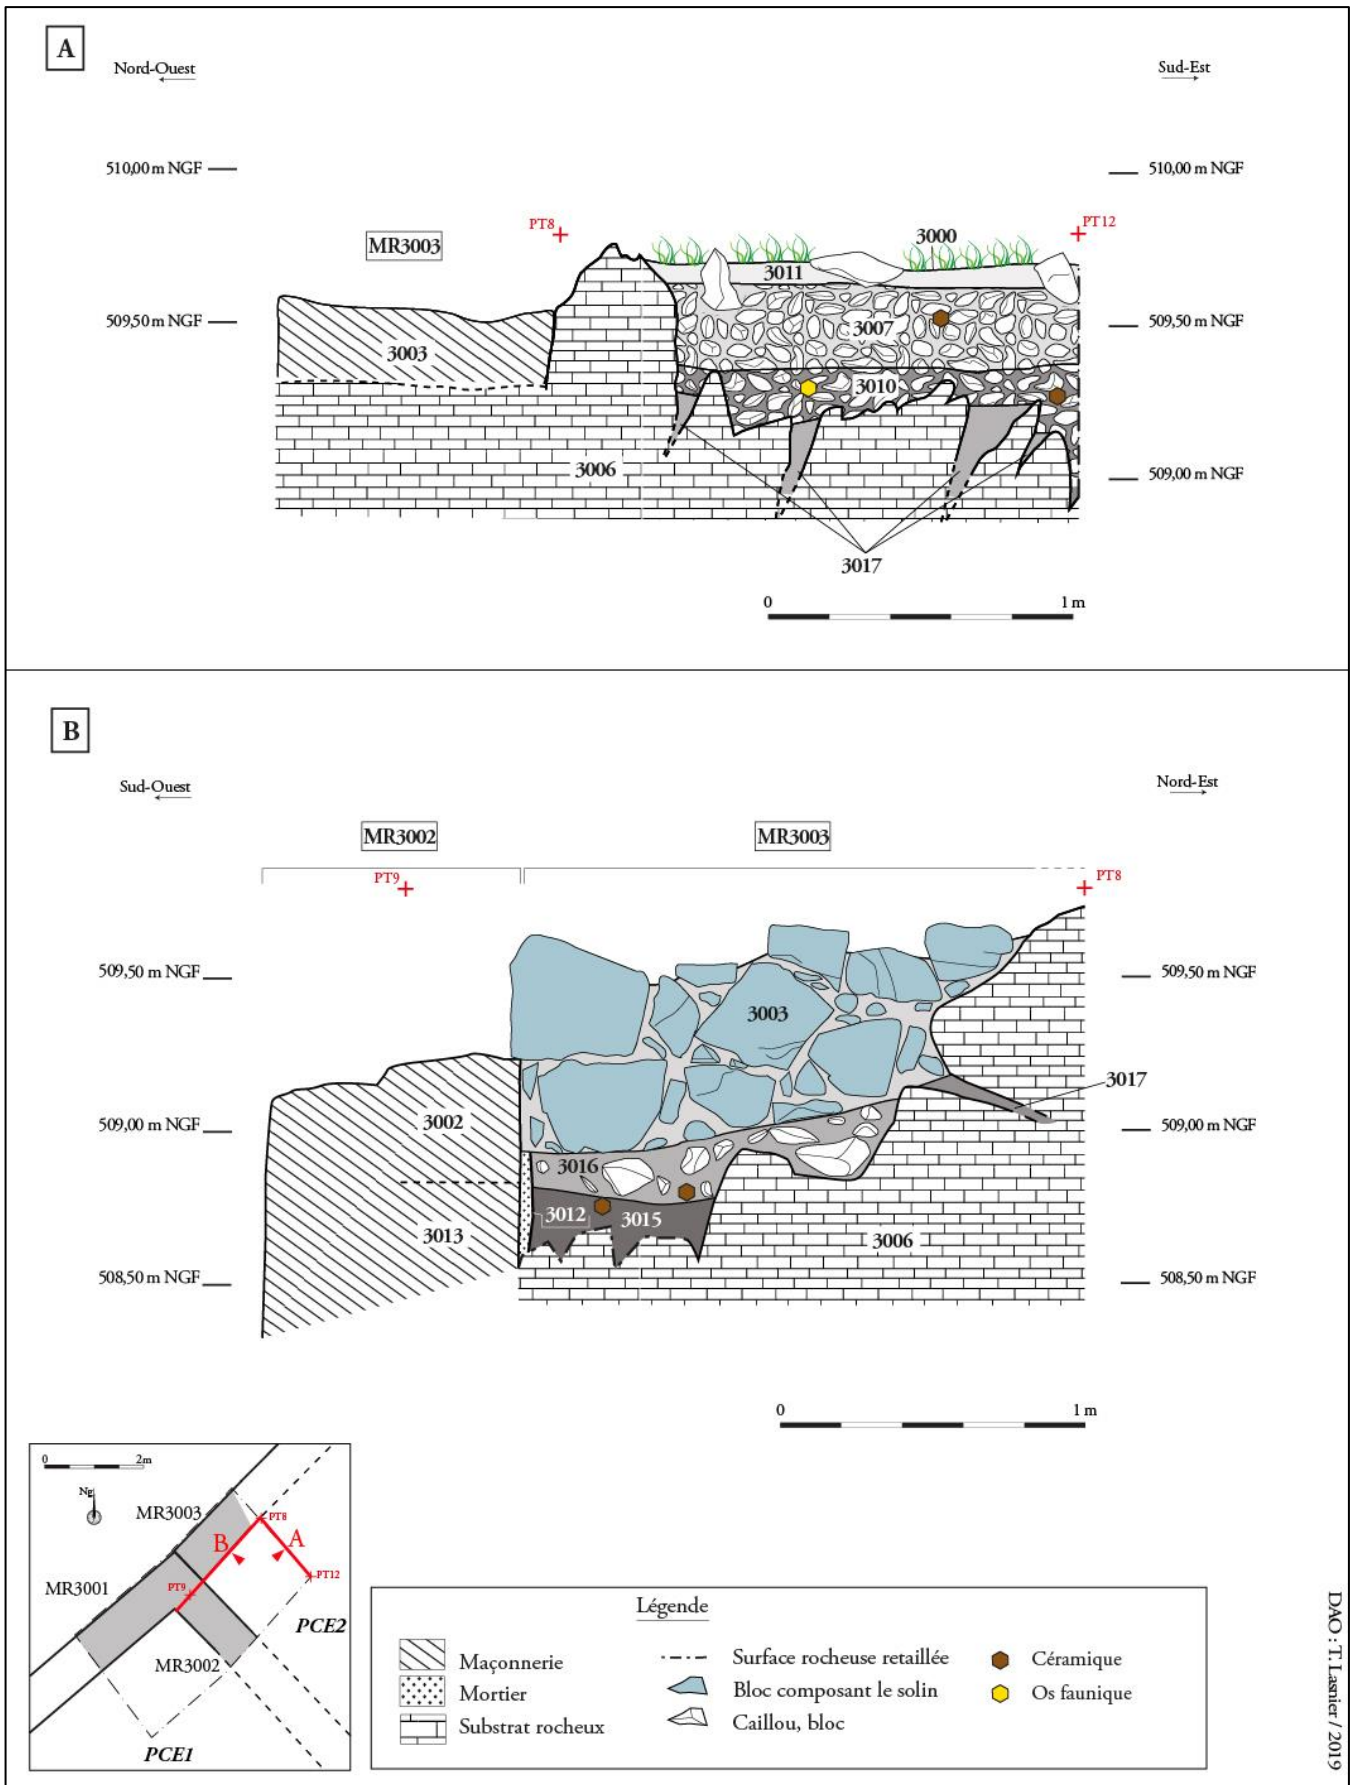 A
Nord-Ouest
Sud-Est
510,00 m NGF
510,00 m NGF
PT8
PT12
MR3003
3000
3011
509,50 m NGF
3007
509,50 m NGF
3003
3010
3006
509,00 m NGF
3017
0 1 m
B
Sud-Ouest
Nord-Est
MR3002
MR3003
PT9
PT8
509,50 m NGF
509,50 m NGF
3003
3017
3002
509,00 m NGF
509,00 m NGF
3016
3012
3015
3013
3006
508,50 m NGF
508,50 m NGF
0 1 m
0 2m
Ng
MR3003
PT8
B
A
MR3001
PT9
PT12
PCE2
MR3002
PCE1
Légende
Maçonnerie
Mortier
Substrat rocheux
Surface rocheuse retaillée
Bloc composant le solin
Caillou, bloc
Céramique
Os faunique
DAO : T. Lasnier / 2019